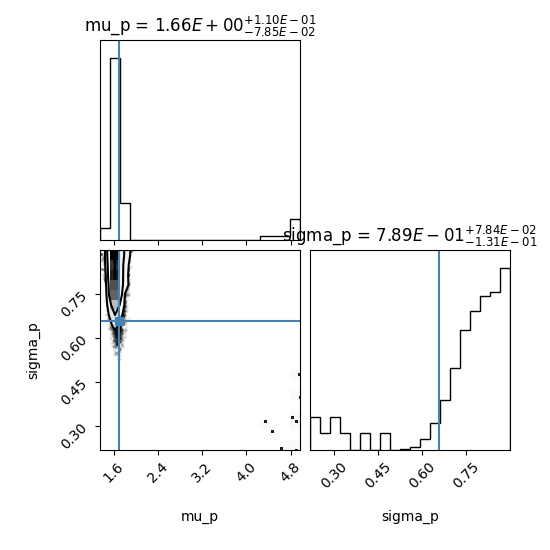 mu_p = 1.66E+00 +1.10E−01 −7.85E−02
sigma_p = 7.89E−01 +7.84E−02 −1.31E−01
0.75
0.60
0.45
0.30
sigma_p
1.6 2.4 3.2 4.0 4.8
0.30 0.45 0.60 0.75
mu_p
sigma_p